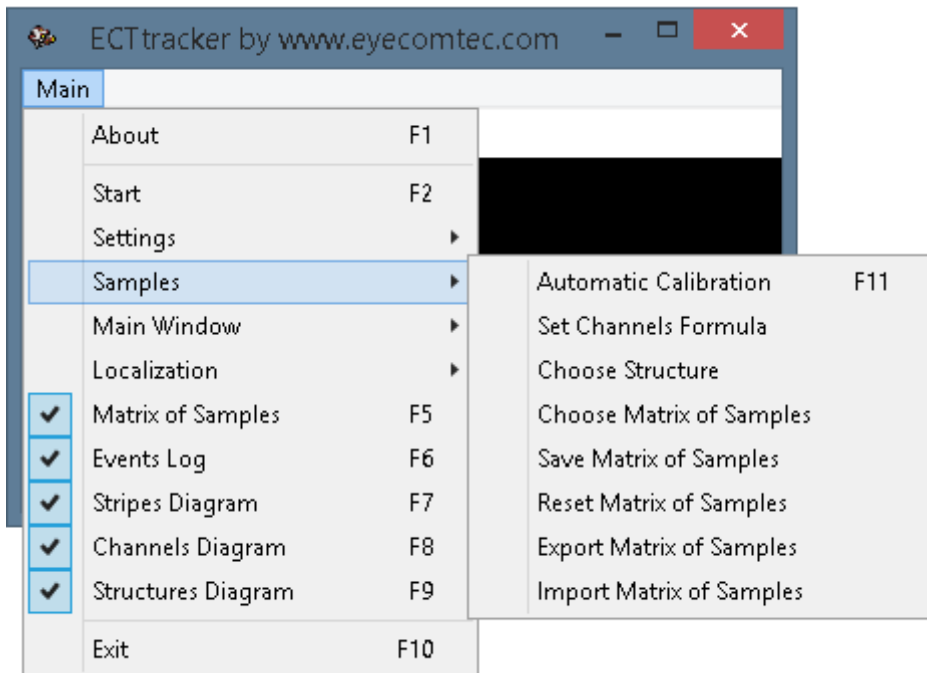 ECTtracker by www.eyecomtec.com
Main
About F1
Start F2
Settings
Samples
Main Window
Localization
Matrix of Samples F5
Events Log F6
Stripes Diagram F7
Channels Diagram F8
Structures Diagram F9
Exit F10
Automatic Calibration F11
Set Channels Formula
Choose Structure
Choose Matrix of Samples
Save Matrix of Samples
Reset Matrix of Samples
Export Matrix of Samples
Import Matrix of Samples